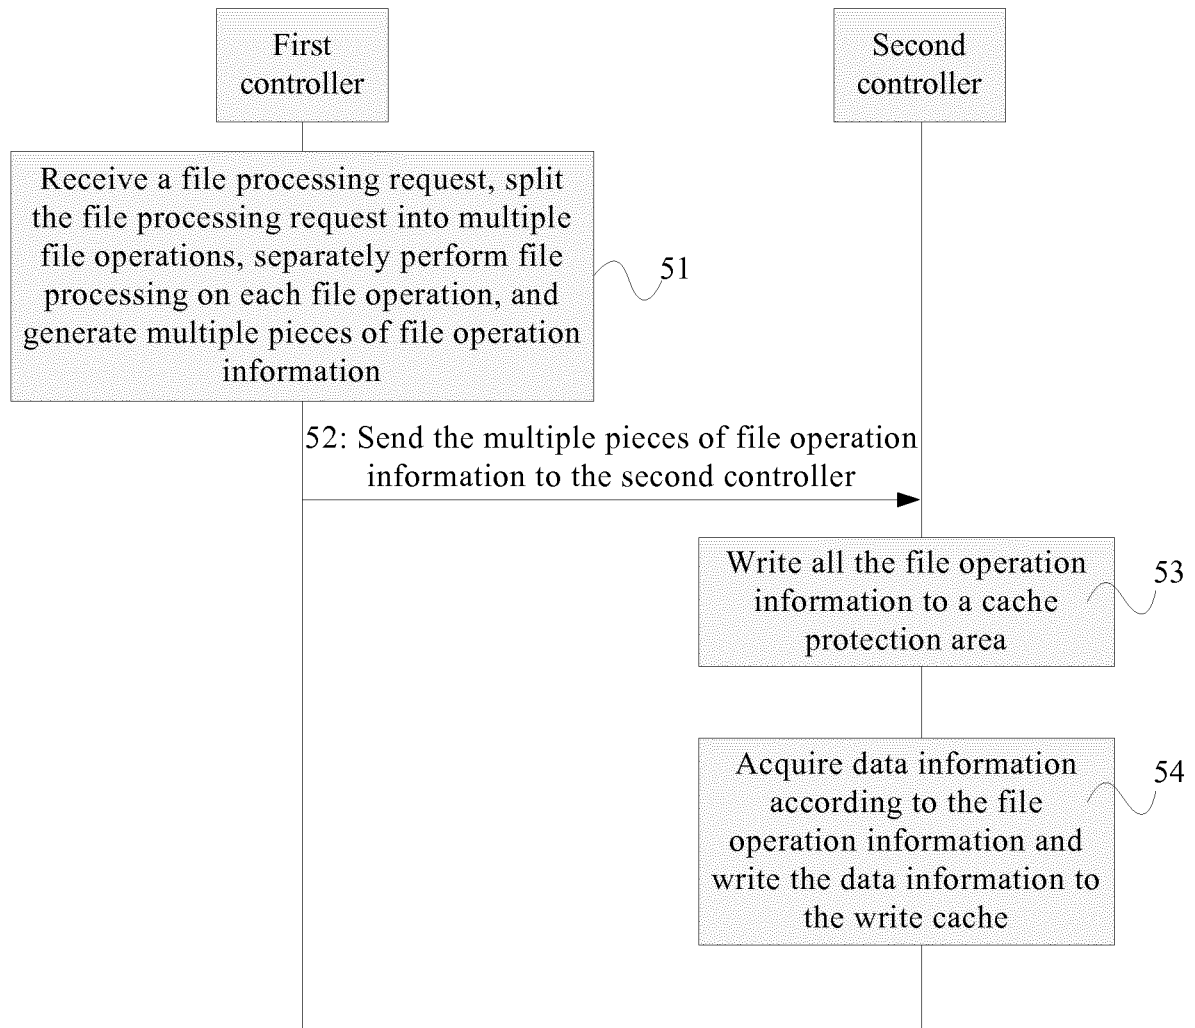 First
controller
Second
controller
Receive a file processing request, split
the file processing request into multiple
file operations, separately perform file
processing on each file operation, and
generate multiple pieces of file operation
information
51
52: Send the multiple pieces of file operation
information to the second controller
Write all the file operation
information to a cache
protection area
53
Acquire data information
according to the file
operation information and
write the data information to
the write cache
54